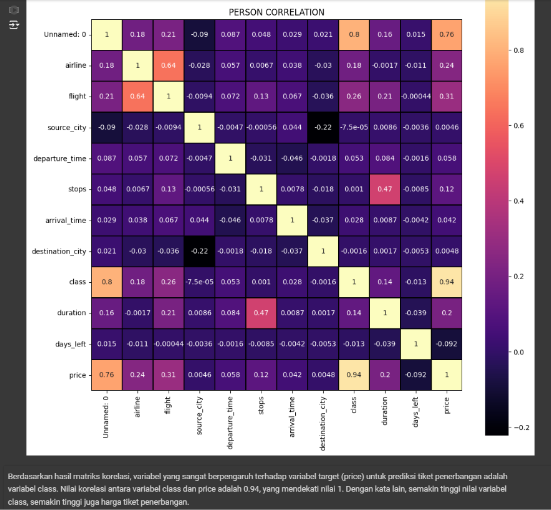 PERSON CORRELATION
Unnamed: 0 1 0.18 0.21 -0.09 0.087 0.048 0.029 0.021 0.8 0.16 0.015 0.76
airline 0.18 1 0.64 -0.028 0.057 0.0067 0.038 -0.03 0.18 -0.0017 -0.011 0.24
flight 0.21 0.64 1 -0.0094 0.072 0.13 0.067 -0.036 0.26 0.21 -0.00044 0.31
source_city -0.09 -0.028 -0.0094 1 -0.0047 -0.00056 0.044 -0.22 -7.5e-05 0.0086 -0.0036 0.0046
departure_time 0.087 0.057 0.072 -0.0047 1 -0.031 -0.046 -0.0018 0.053 0.084 -0.0016 0.058
stops 0.048 0.0067 0.13 -0.00056 -0.031 1 0.0078 -0.018 0.001 0.47 -0.0085 0.12
arrival_time 0.029 0.038 0.067 0.044 -0.046 0.0078 1 -0.037 0.028 0.0087 -0.0042 0.042
destination_city 0.021 -0.03 -0.036 -0.22 -0.0018 -0.018 -0.037 1 -0.0016 0.0017 -0.0053 0.0048
class 0.8 0.18 0.26 -7.5e-05 0.053 0.001 0.028 -0.0016 1 0.14 -0.013 0.94
duration 0.16 -0.0017 0.21 0.0086 0.084 0.47 0.0087 0.0017 0.14 1 -0.039 0.2
days_left 0.015 -0.011 -0.00044 -0.0036 -0.0016 -0.0085 -0.0042 -0.0053 -0.013 -0.039 1 -0.092
price 0.76 0.24 0.31 0.0046 0.058 0.12 0.042 0.0048 0.94 0.2 -0.092 1
Unnamed: 0 airline flight source_city departure_time stops arrival_time destination_city class duration days_left price
0.8
0.6
0.4
0.2
0.0
-0.2
Berdasarkan hasil matriks korelasi, variabel yang sangat berpengaruh terhadap variabel target (price) untuk prediksi tiket penerbangan adalah
variabel class. Nilai korelasi antara variabel class dan price adalah 0.94, yang mendekati nilai 1. Dengan kata lain, semakin tinggi nilai variabel
class, semakin tinggi juga harga tiket penerbangan.